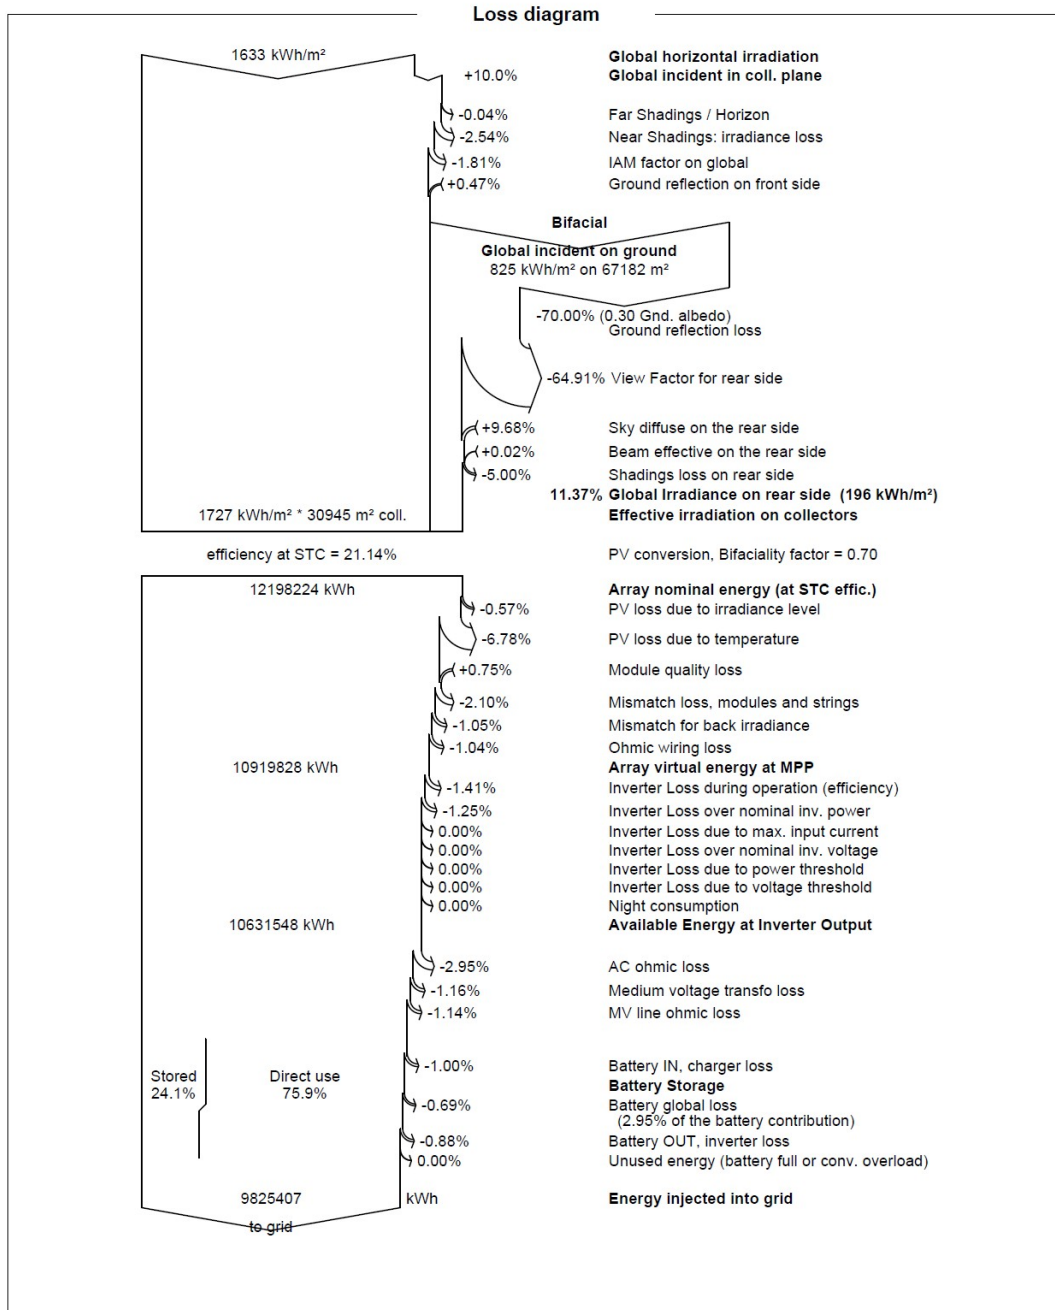 Loss diagram
1633 kWh/m² Global horizontal irradiation
+10.0% Global incident in coll. plane
-0.04% Far Shadings / Horizon
-2.54% Near Shadings: irradiance loss
-1.81% IAM factor on global
+0.47% Ground reflection on front side
Bifacial
Global incident on ground
825 kWh/m² on 67182 m²
-70.00% (0.30 Gnd. albedo)
Ground reflection loss
-64.91% View Factor for rear side
+9.68% Sky diffuse on the rear side
+0.02% Beam effective on the rear side
-5.00% Shadings loss on rear side
11.37% Global Irradiance on rear side (196 kWh/m²)
1727 kWh/m² * 30945 m² coll. Effective irradiation on collectors
efficiency at STC = 21.14% PV conversion, Bifaciality factor = 0.70
12198224 kWh Array nominal energy (at STC effic.)
-0.57% PV loss due to irradiance level
-6.78% PV loss due to temperature
+0.75% Module quality loss
-2.10% Mismatch loss, modules and strings
-1.05% Mismatch for back irradiance
-1.04% Ohmic wiring loss
10919828 kWh Array virtual energy at MPP
-1.41% Inverter Loss during operation (efficiency)
-1.25% Inverter Loss over nominal inv. power
0.00% Inverter Loss due to max. input current
0.00% Inverter Loss over nominal inv. voltage
0.00% Inverter Loss due to power threshold
0.00% Inverter Loss due to voltage threshold
0.00% Night consumption
10631548 kWh Available Energy at Inverter Output
-2.95% AC ohmic loss
-1.16% Medium voltage transfo loss
-1.14% MV line ohmic loss
-1.00% Battery IN, charger loss
Stored Direct use Battery Storage
24.1% 75.9%
-0.69% Battery global loss
(2.95% of the battery contribution)
-0.88% Battery OUT, inverter loss
0.00% Unused energy (battery full or conv. overload)
9825407 kWh Energy injected into grid
to grid